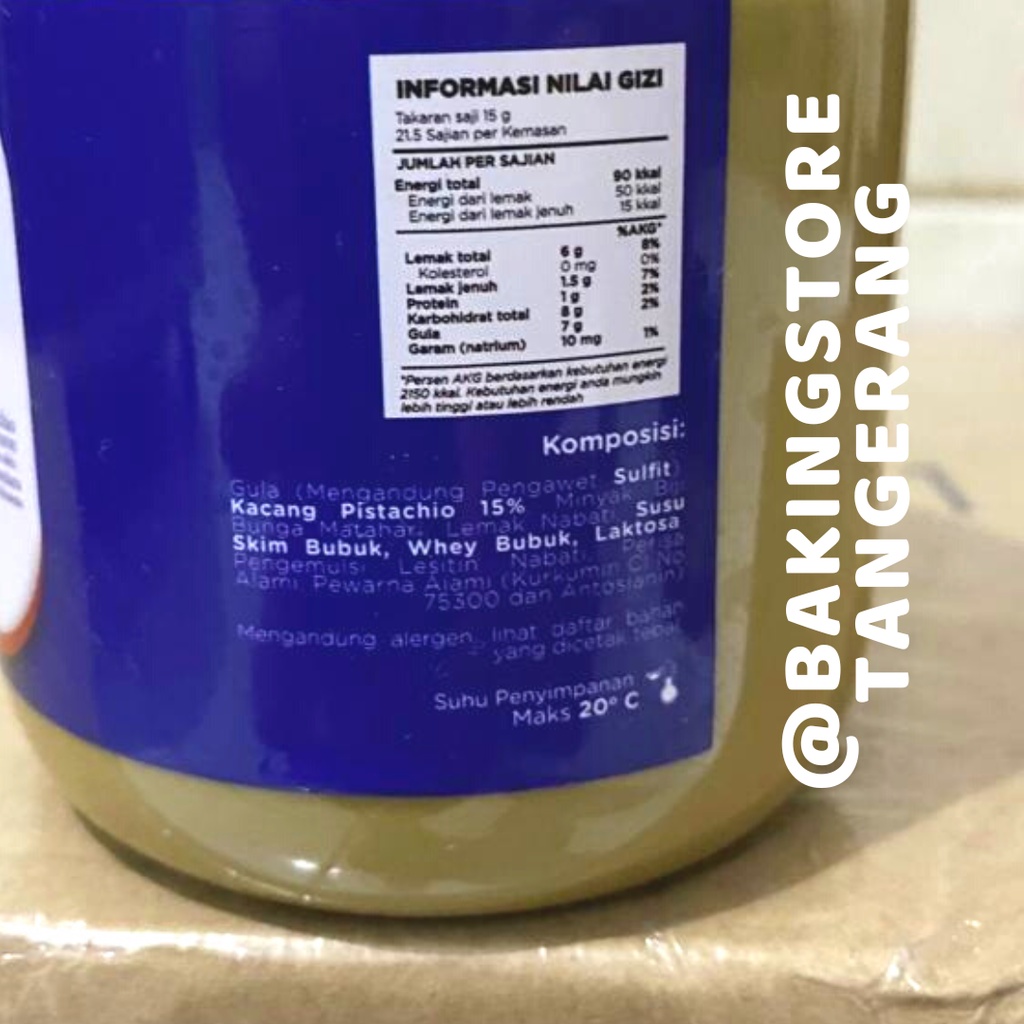 INFORMASI NILAI GIZI
Takaran saji 15 g
21.5 Sajian per Kemasan
JUMLAH PER SAJIAN
Energi total 90 kkal
Energi dari lemak 50 kkal
Energi dari lemak jenuh 15 kkal
%AKG*
Lemak total 6 g 8%
Kolesterol 0 mg 0%
Lamak jenuh 1.5 g 7%
Protein 1 g 2%
Karbohidrat total 8 g 2%
Gula 7 g
Garam (natrium) 10 mg 1%
*Persen AKG berdasarkan kebutuhan energi
2150 kkal. Kebutuhan energi anda mungkin
lebih tinggi atau lebih rendah
Komposisi:
Gula (Mengandung Pengawet Sulfit)
Kacang Pistachio 15% Minyak Biji
Bunga Matahari, Lemak Nabati, Susu
Skim Bubuk, Whey Bubuk, Laktosa
Pengemulsi Lesitin Nabati,
Alami, Pewarna Alami (Kurkumin CI No
75300 dan Antosianin)
Mengandung alergen, lihat daftar bahan
yang dicetak tebal
Suhu Penyimpanan
Maks 20° C
@BAKINGSTORE
TANGERANG